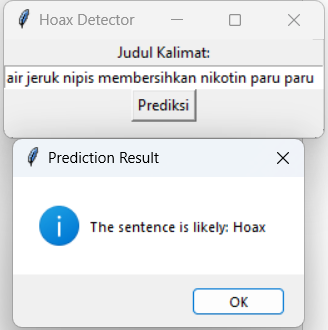 Hoax Detector
Judul Kalimat:
air jeruk nipis membersihkan nikotin paru paru
Prediksi
Prediction Result
The sentence is likely: Hoax
OK